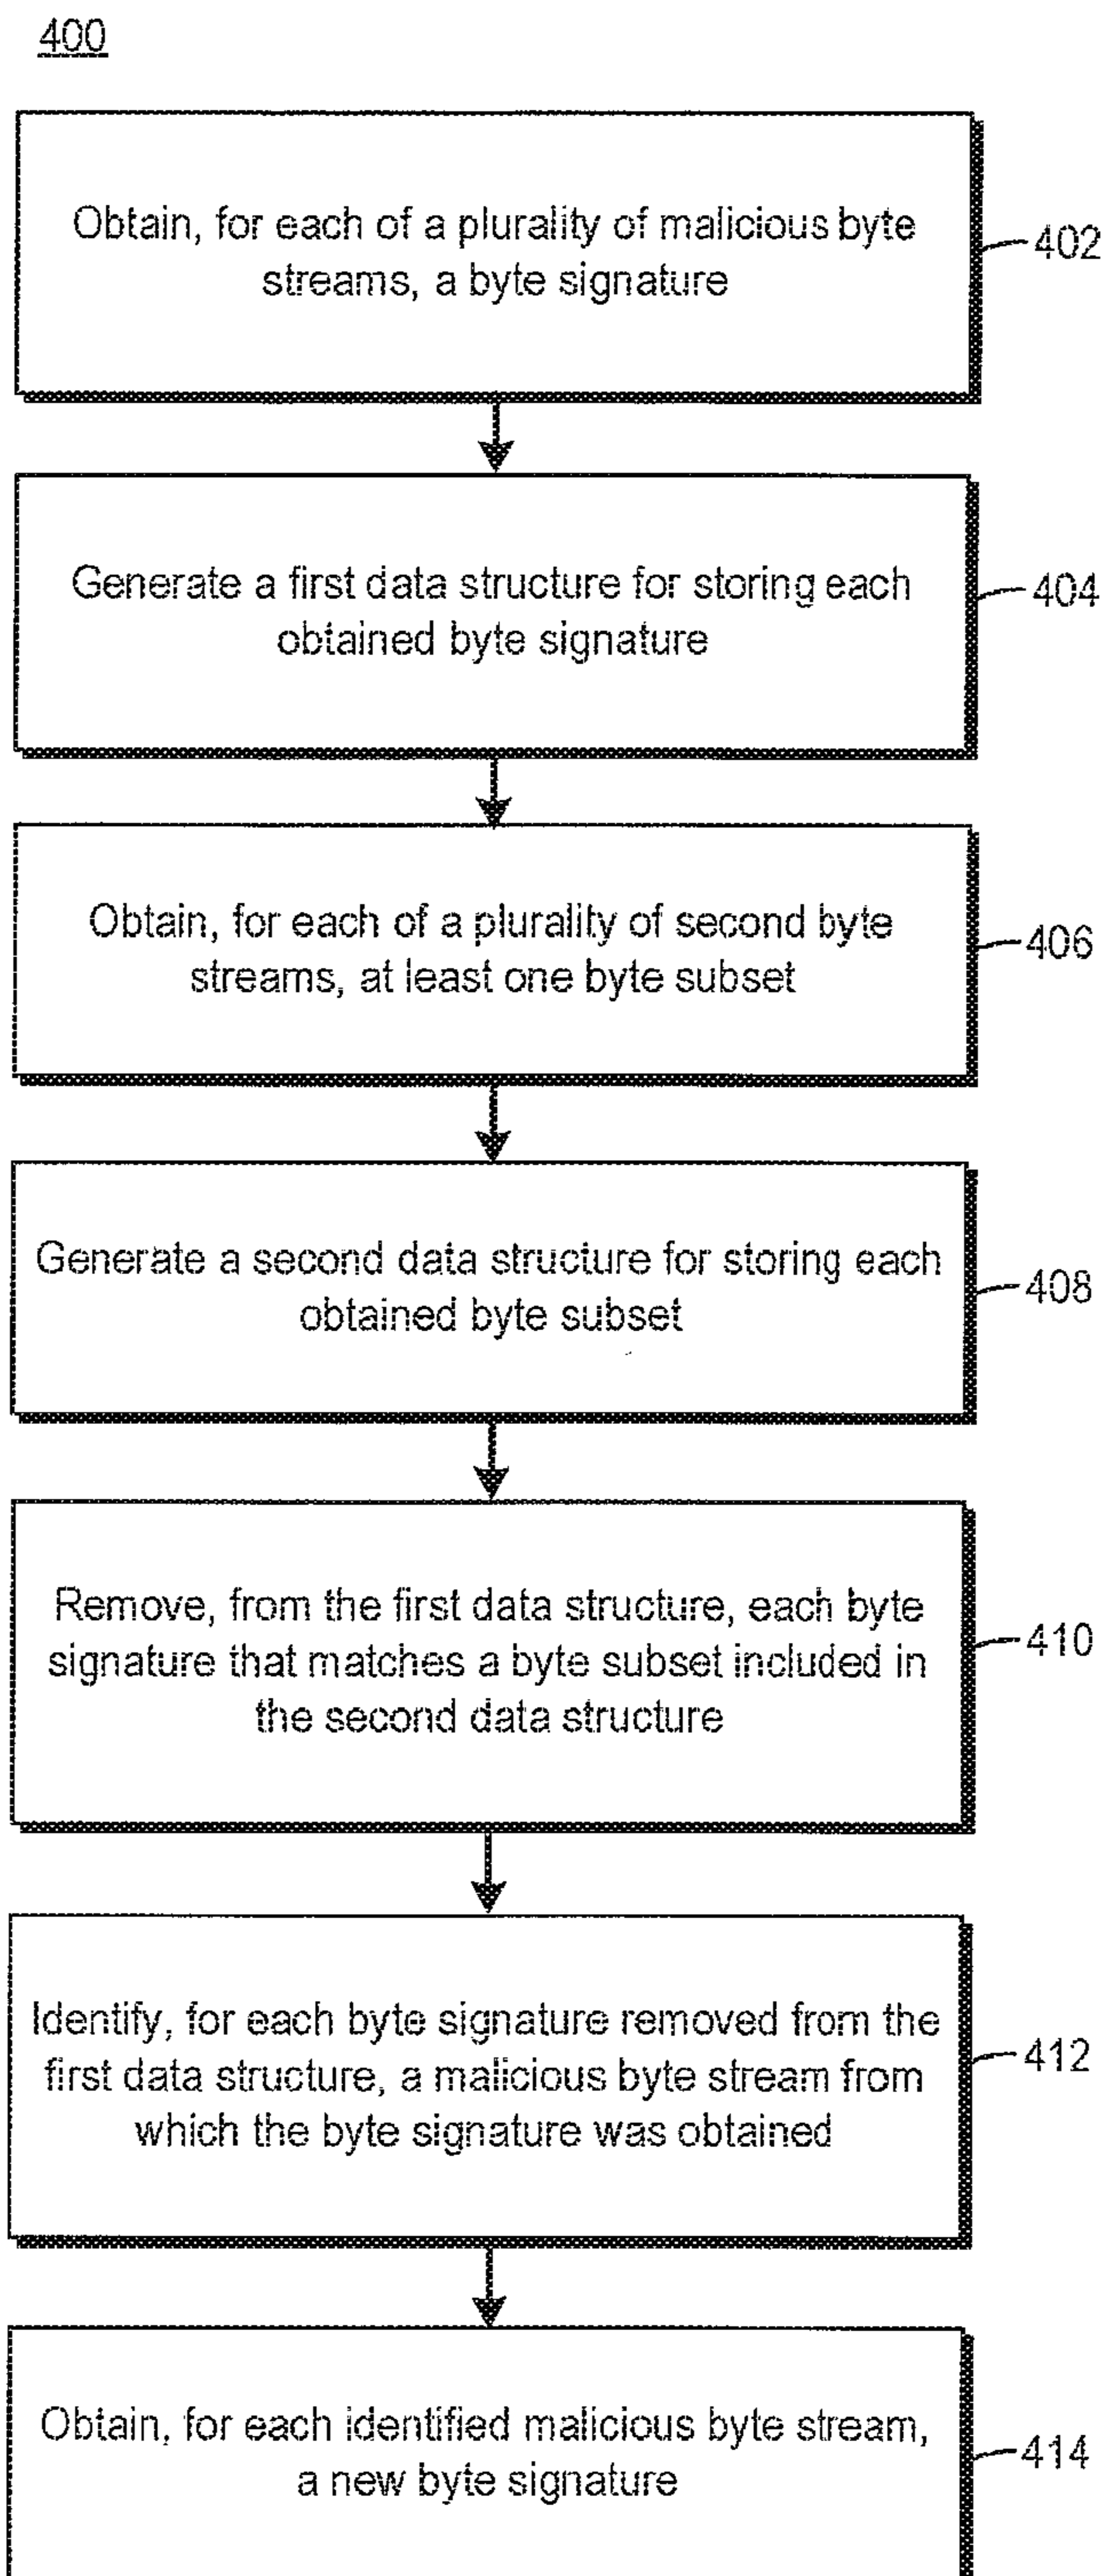 400
Obtain, for each of a plurality of malicious byte
streams, a byte signature
402
Generate a first data structure for storing each
obtained byte signature
404
Obtain, for each of a plurality of second byte
streams, at least one byte subset
406
Generate a second data structure for storing each
obtained byte subset
408
Remove, from the first data structure, each byte
signature that matches a byte subset included in
the second data structure
410
Identify, for each byte signature removed from the
first data structure, a malicious byte stream from
which the byte signature was obtained
412
Obtain, for each identified malicious byte stream,
a new byte signature
414